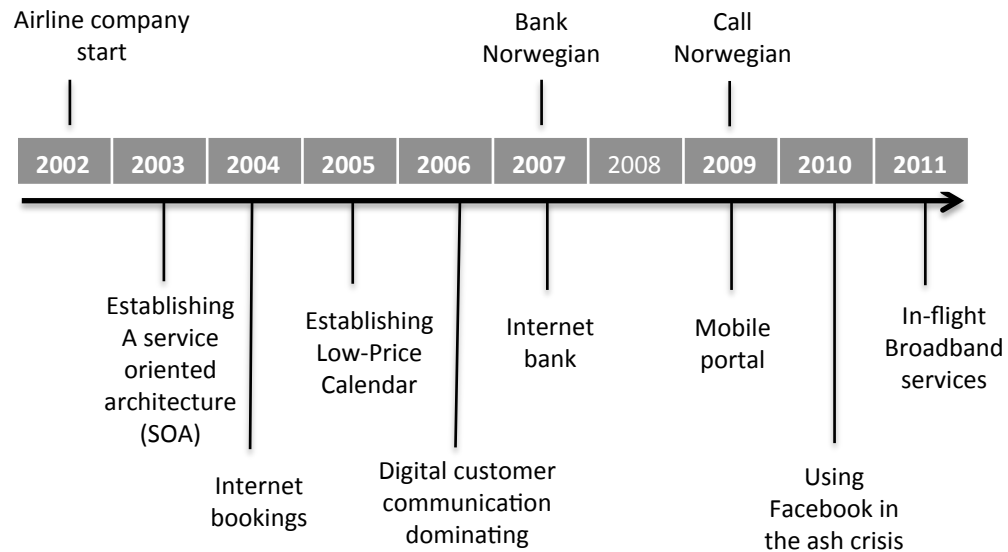 Airline company
start
Bank
Norwegian
Call
Norwegian
2002 2003 2004 2005 2006 2007 2008 2009 2010 2011
Establishing
A service
oriented
architecture
(SOA)
Internet
bookings
Establishing
Low-Price
Calendar
Digital customer
communication
dominating
Internet
bank
Mobile
portal
Using
Facebook in
the ash crisis
In-flight
Broadband
services